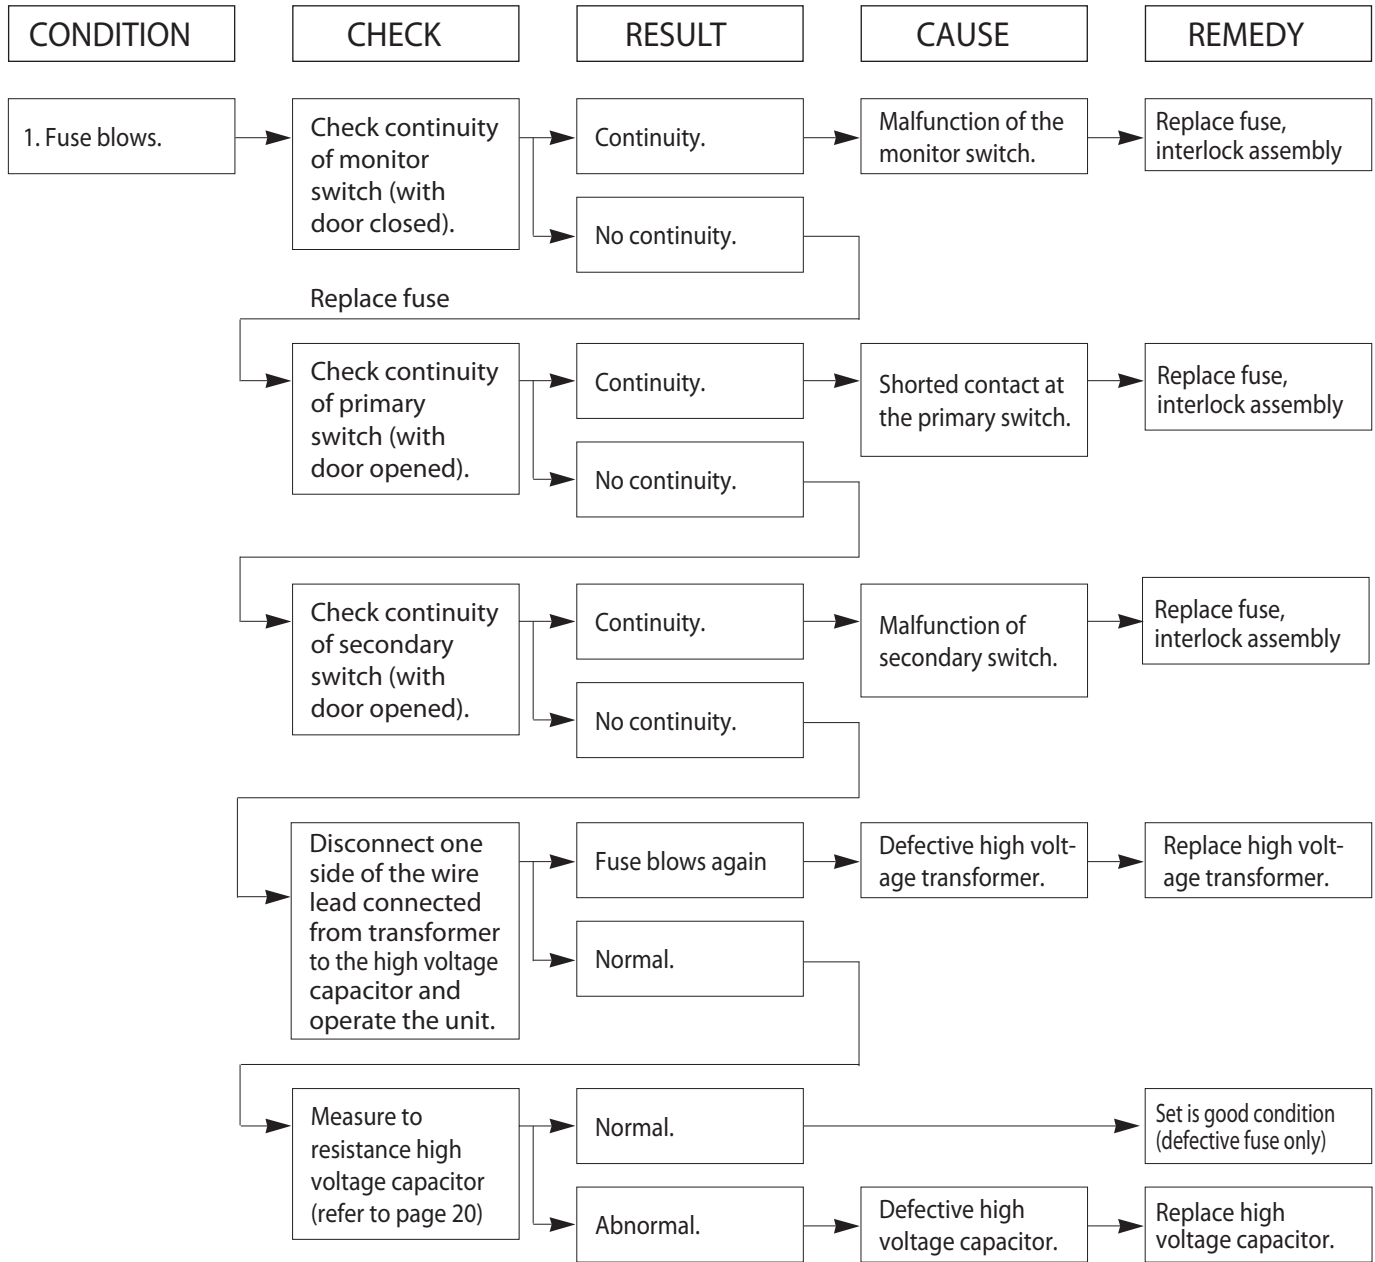 CONDITION
CHECK
RESULT
CAUSE
REMEDY
1. Fuse blows.
Check continuity
of monitor
switch (with
door closed).
Continuity.
Malfunction of the
monitor switch.
Replace fuse,
interlock assembly
No continuity.
Replace fuse
Check continuity
of primary
switch (with
door opened).
Continuity.
Shorted contact at
the primary switch.
Replace fuse,
interlock assembly
No continuity.
Check continuity
of secondary
switch (with
door opened).
Continuity.
Malfunction of
secondary switch.
Replace fuse,
interlock assembly
No continuity.
Disconnect one
side of the wire
lead connected
from transformer
to the high voltage
capacitor and
operate the unit.
Fuse blows again
Defective high volt-
age transformer.
Replace high volt-
age transformer.
Normal.
Measure to
resistance high
voltage capacitor
(refer to page 20)
Normal.
Set is good condition
(defective fuse only)
Abnormal.
Defective high
voltage capacitor.
Replace high
voltage capacitor.